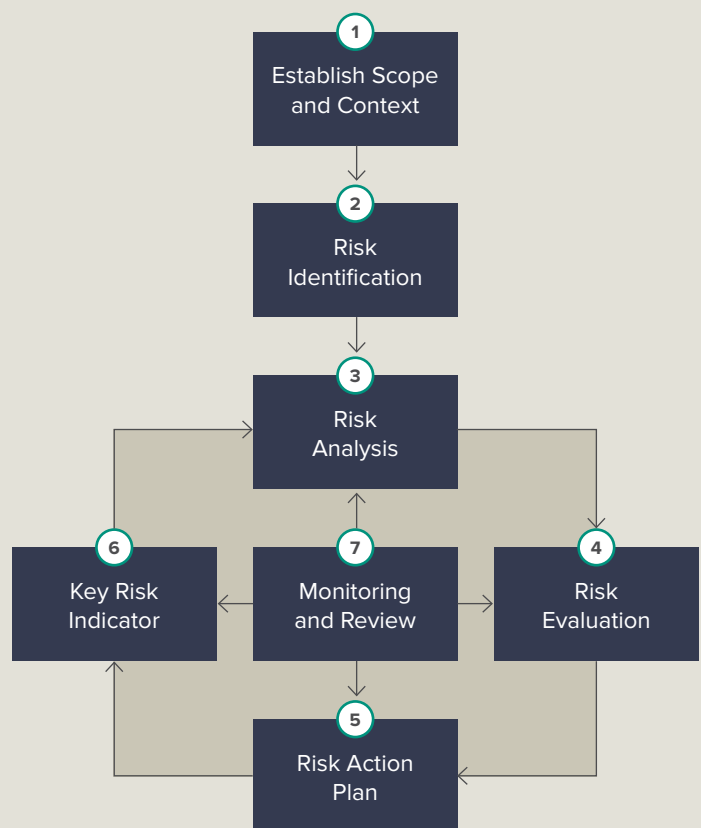 1
Establish Scope
and Context
2
Risk
Identification
3
Risk
Analysis
6
Key Risk
Indicator
7
Monitoring
and Review
4
Risk
Evaluation
5
Risk Action
Plan